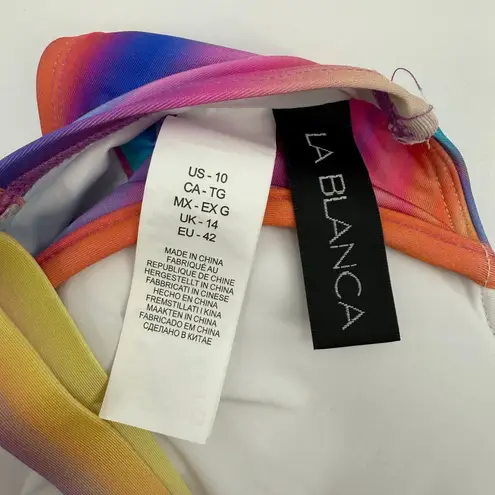 US - 10
CA - TG
MX - EX G
UK - 14
EU - 42
MADE IN CHINA
FABRIQUÉ AU
REPUBLIQUE DE CHINE
HERGESTELLT IN CHINA
FABBRICATI IN CINESE
HECHO EN CHINA
FREMSTILLATI I KINA
MAAKTEN IN CHINA
FABRICADO EM CHINA
СДЕЛАНО В КИТАЕ
LA BLANCA